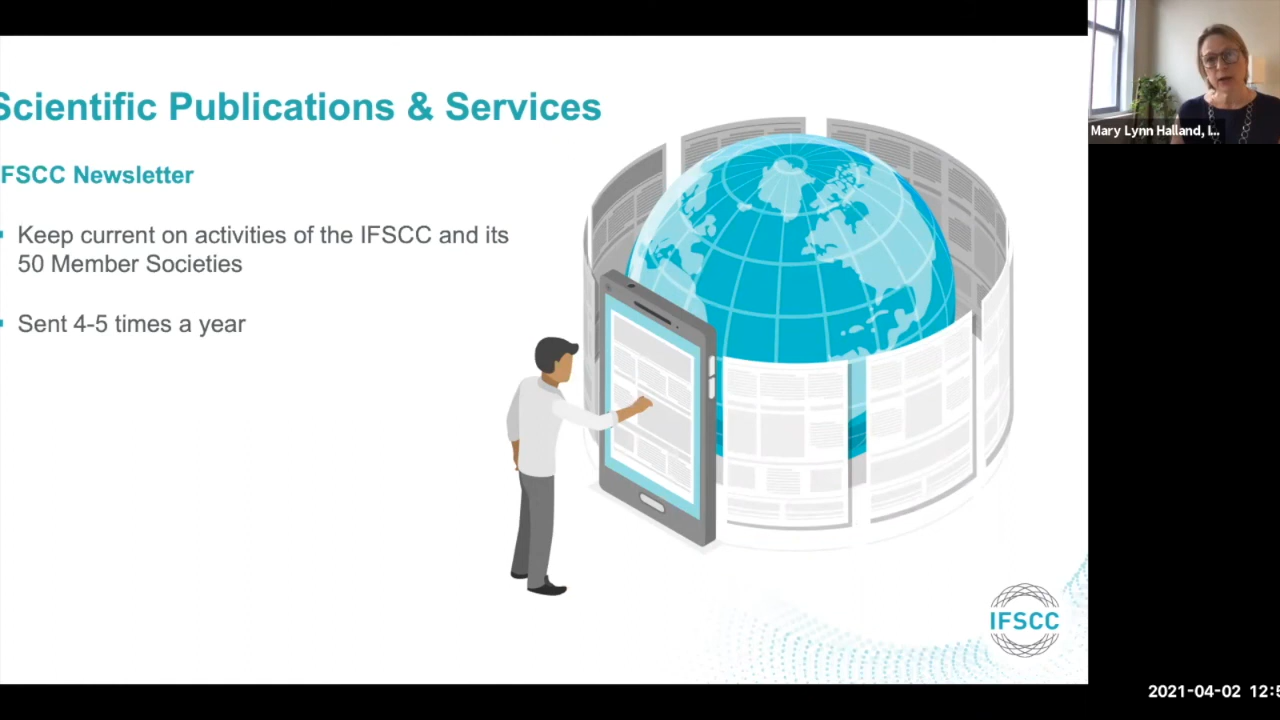 Scientific Publications & Services
FSCC Newsletter
Keep current on activities of the IFSCC and its
50 Member Societies
Sent 4-5 times a year
IFSCC
Mary Lynn Halland, I...
2021-04-02 12:5